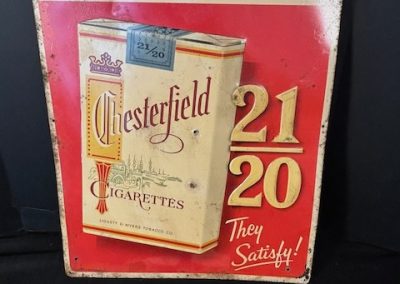 21/20
Chesterfield
CIGARETTES
LIGGETT & MYERS TOBACCO CO.
21
20
They
Satisfy!